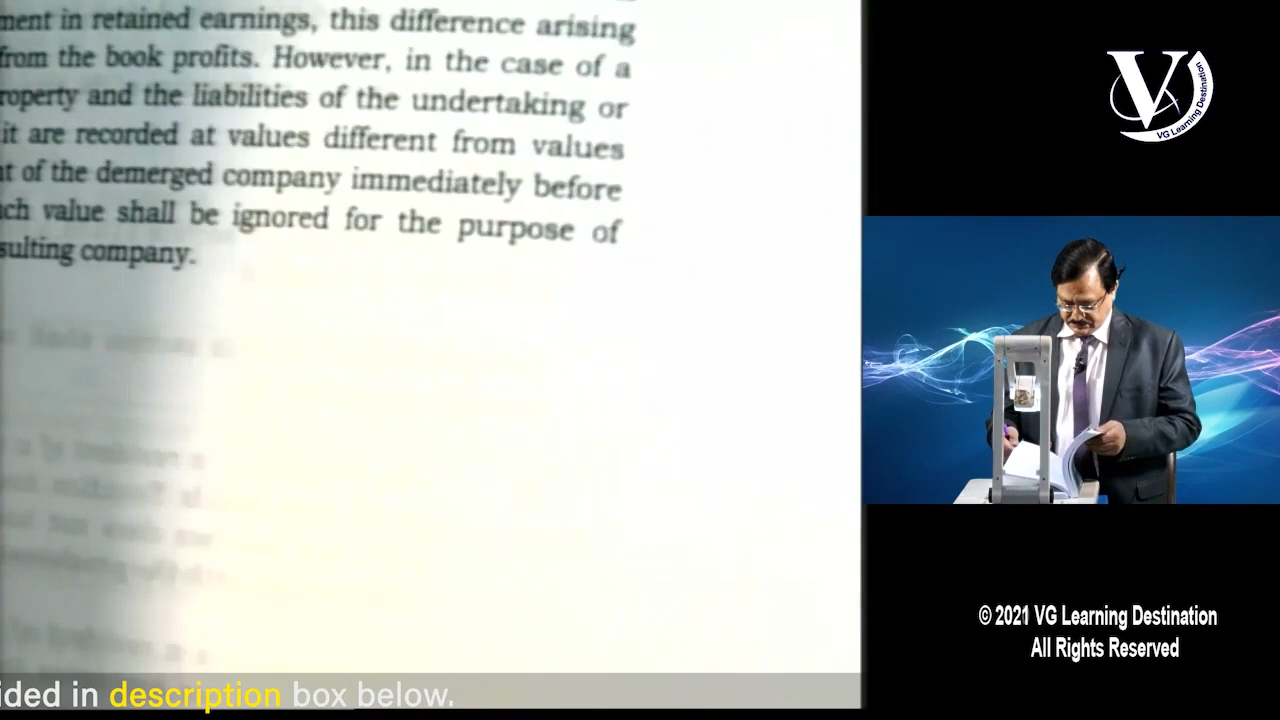 ment in retained earnings, this difference arising
from the book profits. However, in the case of a
roperty and the liabilities of the undertaking or
it are recorded at values different from values
t of the demerged company immediately before
ch value shall be ignored for the purpose of
sulting company.
V
VG Learning Destination
© 2021 VG Learning Destination
All Rights Reserved
ided in description box below.